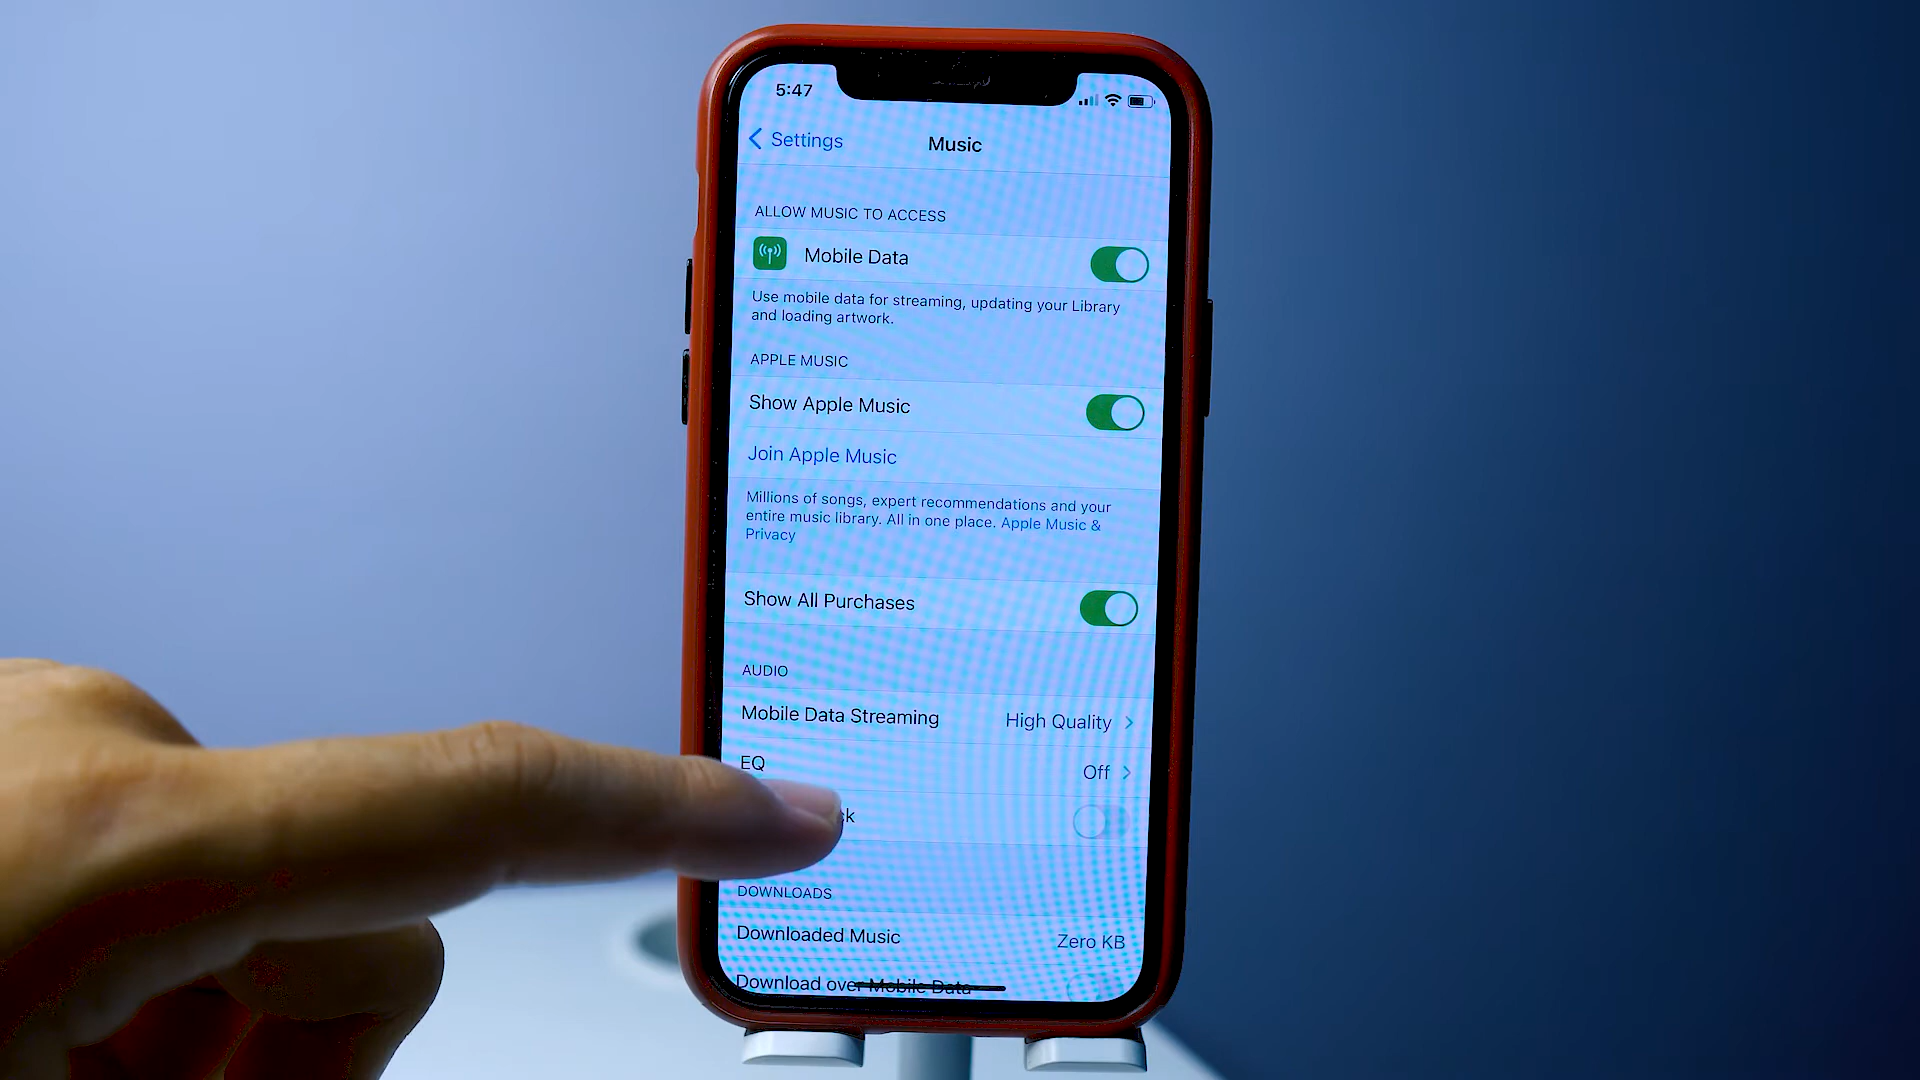 5:47
Settings
Music
ALLOW MUSIC TO ACCESS
Mobile Data
Use mobile data for streaming, updating your Library
and loading artwork.
APPLE MUSIC
Show Apple Music
Join Apple Music
Millions of songs, expert recommendations and your
entire music library. All in one place. Apple Music &
Privacy
Show All Purchases
AUDIO
Mobile Data Streaming High Quality
EQ Off
DOWNLOADS
Downloaded Music Zero KB
Download over Mobile Data